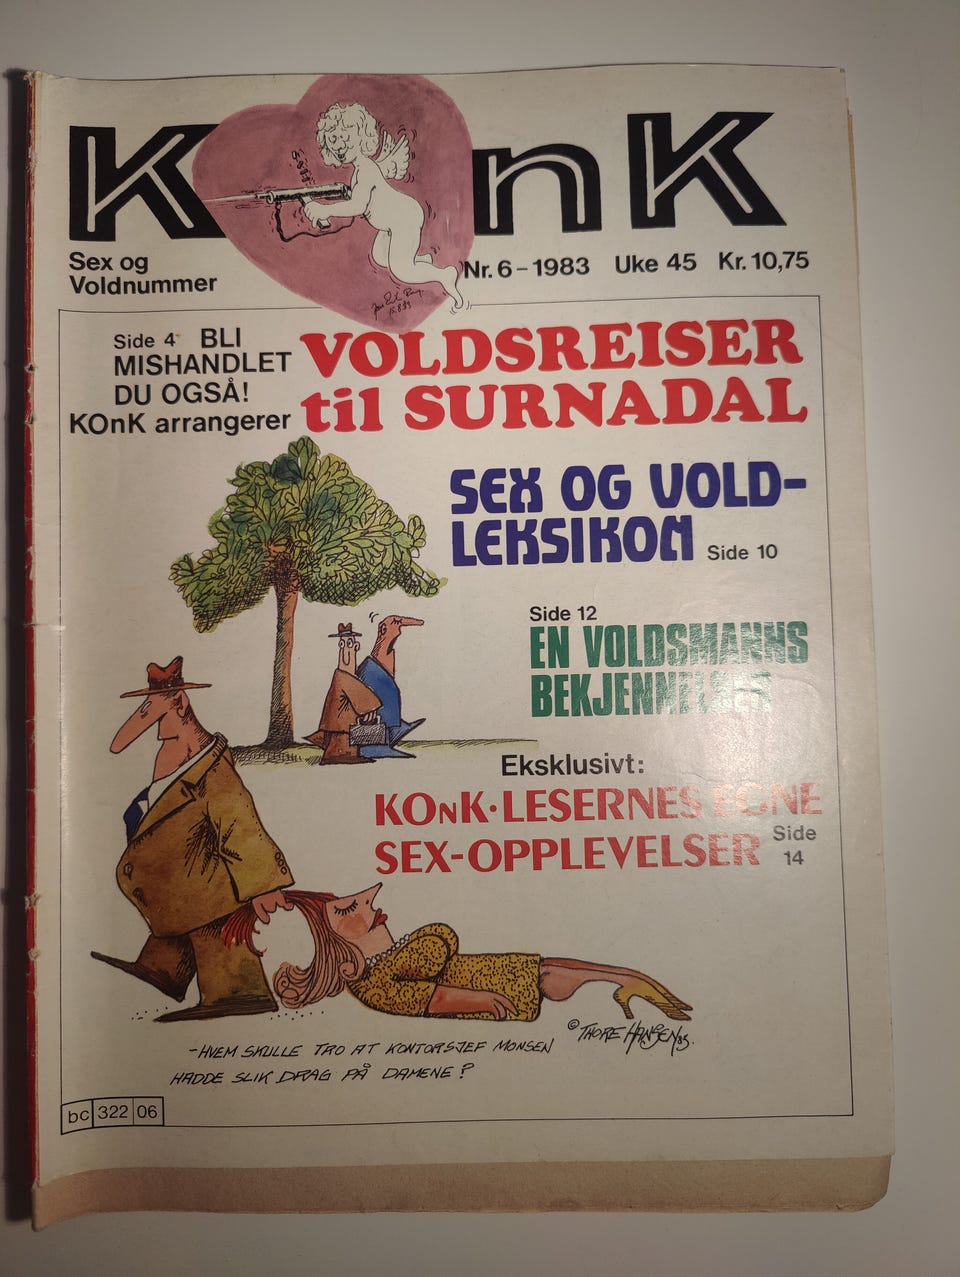 KOnK
Sex og
Voldnummer
Nr. 6 – 1983 Uke 45 Kr. 10,75
Side 4 BLI
MISHANDLET
DU OGSÅ!
KOnK arrangerer
VOLDSREISER
til SURNADAL
SEX OG VOLD-
LEKSIKON Side 10
Side 12
EN VOLDSMANNS
BEKJENNELSER
Eksklusivt:
KOnK-LESERNES EGNE
SEX-OPPLEVELSER Side
14
© THORE HANSEN 83.
-HVEM SKULLE TRO AT KONTORSJEF MONSEN
HADDE SLIK DRAG PÅ DAMENE?
bc 322 06